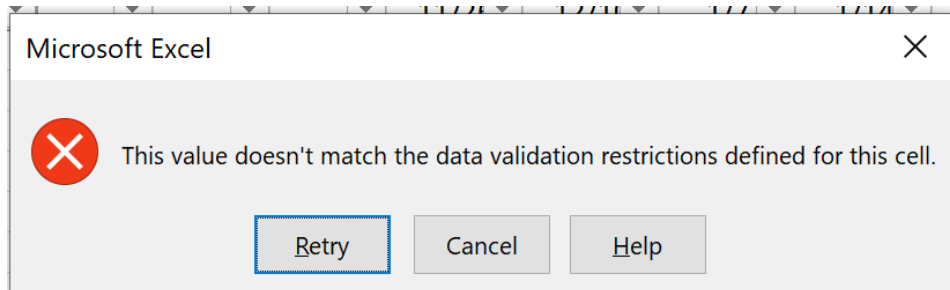 Microsoft Excel
This value doesn't match the data validation restrictions defined for this cell.
Retry Cancel Help